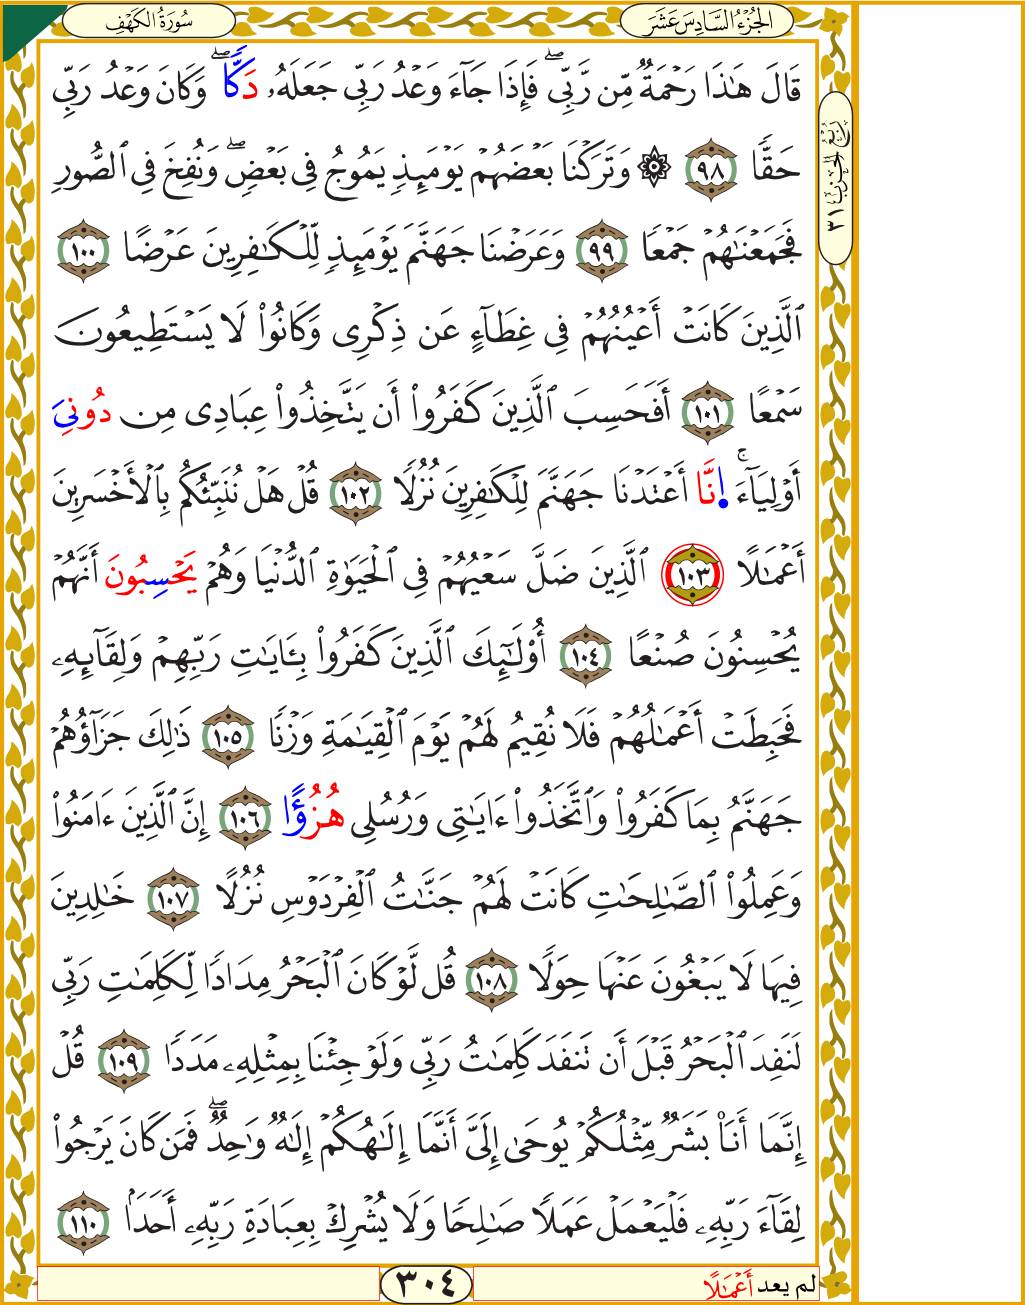 سُورَةُ الكَهْفِ
الجُزْءُ السَّادِسَ عَشَرَ
رُبْعُ الحِزْب ٣١
قَالَ هَٰذَا رَحۡمَةٞ مِّن رَّبِّيۖ فَإِذَا جَآءَ وَعۡدُ رَبِّي جَعَلَهُۥ دَكّٗاۖ وَكَانَ وَعۡدُ رَبِّي
حَقّٗا ٩٨ ۞ وَتَرَكۡنَا بَعۡضَهُمۡ يَوۡمَئِذٖ يَمُوجُ فِي بَعۡضٖۖ وَنُفِخَ فِي ٱلصُّورِ
فَجَمَعۡنَٰهُمۡ جَمۡعٗا ٩٩ وَعَرَضۡنَا جَهَنَّمَ يَوۡمَئِذٖ لِّلۡكَٰفِرِينَ عَرۡضًا ١٠٠
ٱلَّذِينَ كَانَتۡ أَعۡيُنُهُمۡ فِي غِطَآءٍ عَن ذِكۡرِي وَكَانُواْ لَا يَسۡتَطِيعُونَ
سَمۡعًا ١٠١ أَفَحَسِبَ ٱلَّذِينَ كَفَرُواْ أَن يَتَّخِذُواْ عِبَادِي مِن دُونِيَ
أَوۡلِيَآءَۚ اِنَّا أَعۡتَدۡنَا جَهَنَّمَ لِلۡكَٰفِرِينَ نُزُلٗا ١٠٢ قُلۡ هَلۡ نُنَبِّئُكُم بِٱلۡأَخۡسَرِينَ
أَعۡمَٰلًا ١٠٣ ٱلَّذِينَ ضَلَّ سَعۡيُهُمۡ فِي ٱلۡحَيَوٰةِ ٱلدُّنۡيَا وَهُمۡ يَحۡسِبُونَ أَنَّهُمۡ
يُحۡسِنُونَ صُنۡعًا ١٠٤ أُوْلَٰٓئِكَ ٱلَّذِينَ كَفَرُواْ بِـَٔايَٰتِ رَبِّهِمۡ وَلِقَآئِهِۦ
فَحَبِطَتۡ أَعۡمَٰلُهُمۡ فَلَا نُقِيمُ لَهُمۡ يَوۡمَ ٱلۡقِيَٰمَةِ وَزۡنٗا ١٠٥ ذَٰلِكَ جَزَآؤُهُمۡ
جَهَنَّمُ بِمَا كَفَرُواْ وَٱتَّخَذُوٓاْ ءَايَٰتِي وَرُسُلِي هُزُؤًا ١٠٦ إِنَّ ٱلَّذِينَ ءَامَنُواْ
وَعَمِلُواْ ٱلصَّٰلِحَٰتِ كَانَتۡ لَهُمۡ جَنَّٰتُ ٱلۡفِرۡدَوۡسِ نُزُلًا ١٠٧ خَٰلِدِينَ
فِيهَا لَا يَبۡغُونَ عَنۡهَا حِوَلٗا ١٠٨ قُل لَّوۡ كَانَ ٱلۡبَحۡرُ مِدَادٗا لِّكَلِمَٰتِ رَبِّي
لَنَفِدَ ٱلۡبَحۡرُ قَبۡلَ أَن تَنفَدَ كَلِمَٰتُ رَبِّي وَلَوۡ جِئۡنَا بِمِثۡلِهِۦ مَدَدٗا ١٠٩ قُلۡ
إِنَّمَا أَنَا۠ بَشَرٞ مِّثۡلُكُمۡ يُوحَىٰ إِلَيَّ أَنَّمَا إِلَٰهُكُمۡ إِلَٰهٞ وَٰحِدٞۖ فَمَن كَانَ يَرۡجُواْ
لِقَآءَ رَبِّهِۦ فَلۡيَعۡمَلۡ عَمَلٗا صَٰلِحٗا وَلَا يُشۡرِكۡ بِعِبَادَةِ رَبِّهِۦ أَحَدَۢا ١١٠
لم يعد أَعۡمَٰلًا
٣٠٤